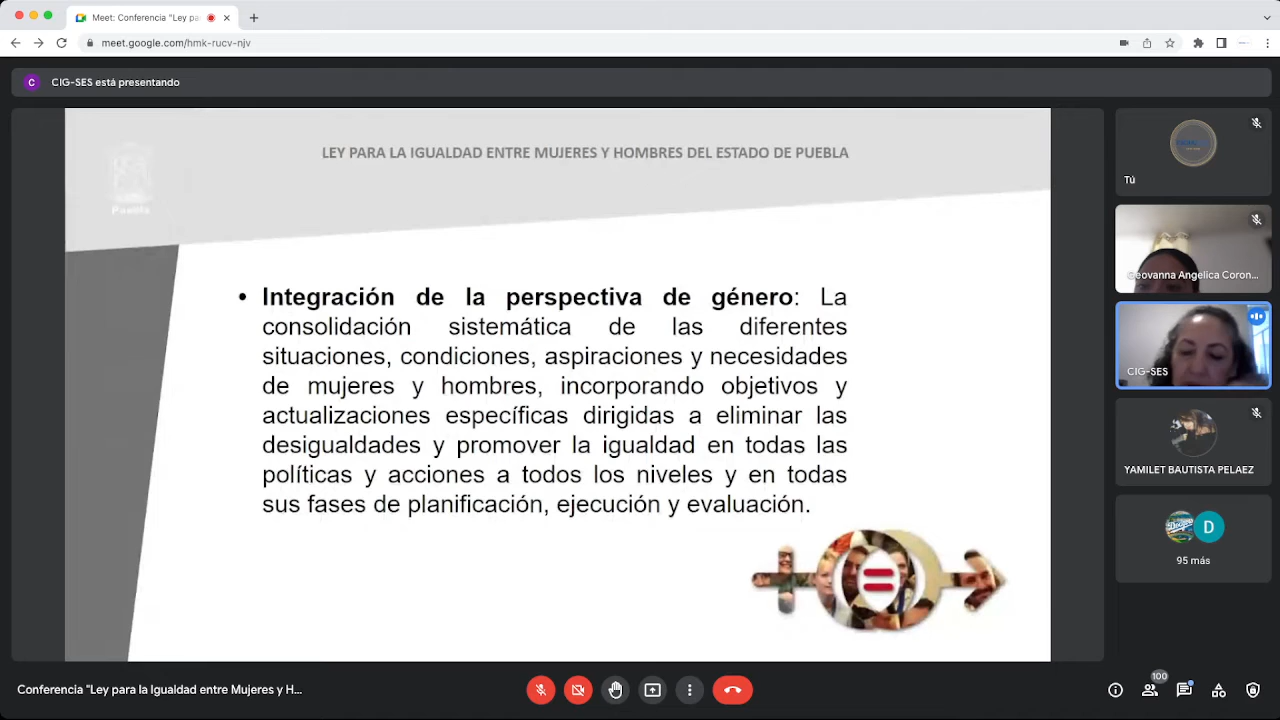 Meet: Conferencia "Ley pa
meet.google.com/hmk-rucv-njv
C
CIG-SES está presentando
Puebla
LEY PARA LA IGUALDAD ENTRE MUJERES Y HOMBRES DEL ESTADO DE PUEBLA
• Integración de la perspectiva de género: La
consolidación sistemática de las diferentes
situaciones, condiciones, aspiraciones y necesidades
de mujeres y hombres, incorporando objetivos y
actualizaciones específicas dirigidas a eliminar las
desigualdades y promover la igualdad en todas las
políticas y acciones a todos los niveles y en todas
sus fases de planificación, ejecución y evaluación.
Tú
Geovanna Angelica Coron...
CIG-SES
YAMILET BAUTISTA PELAEZ
D
95 más
Conferencia "Ley para la Igualdad entre Mujeres y H...
100